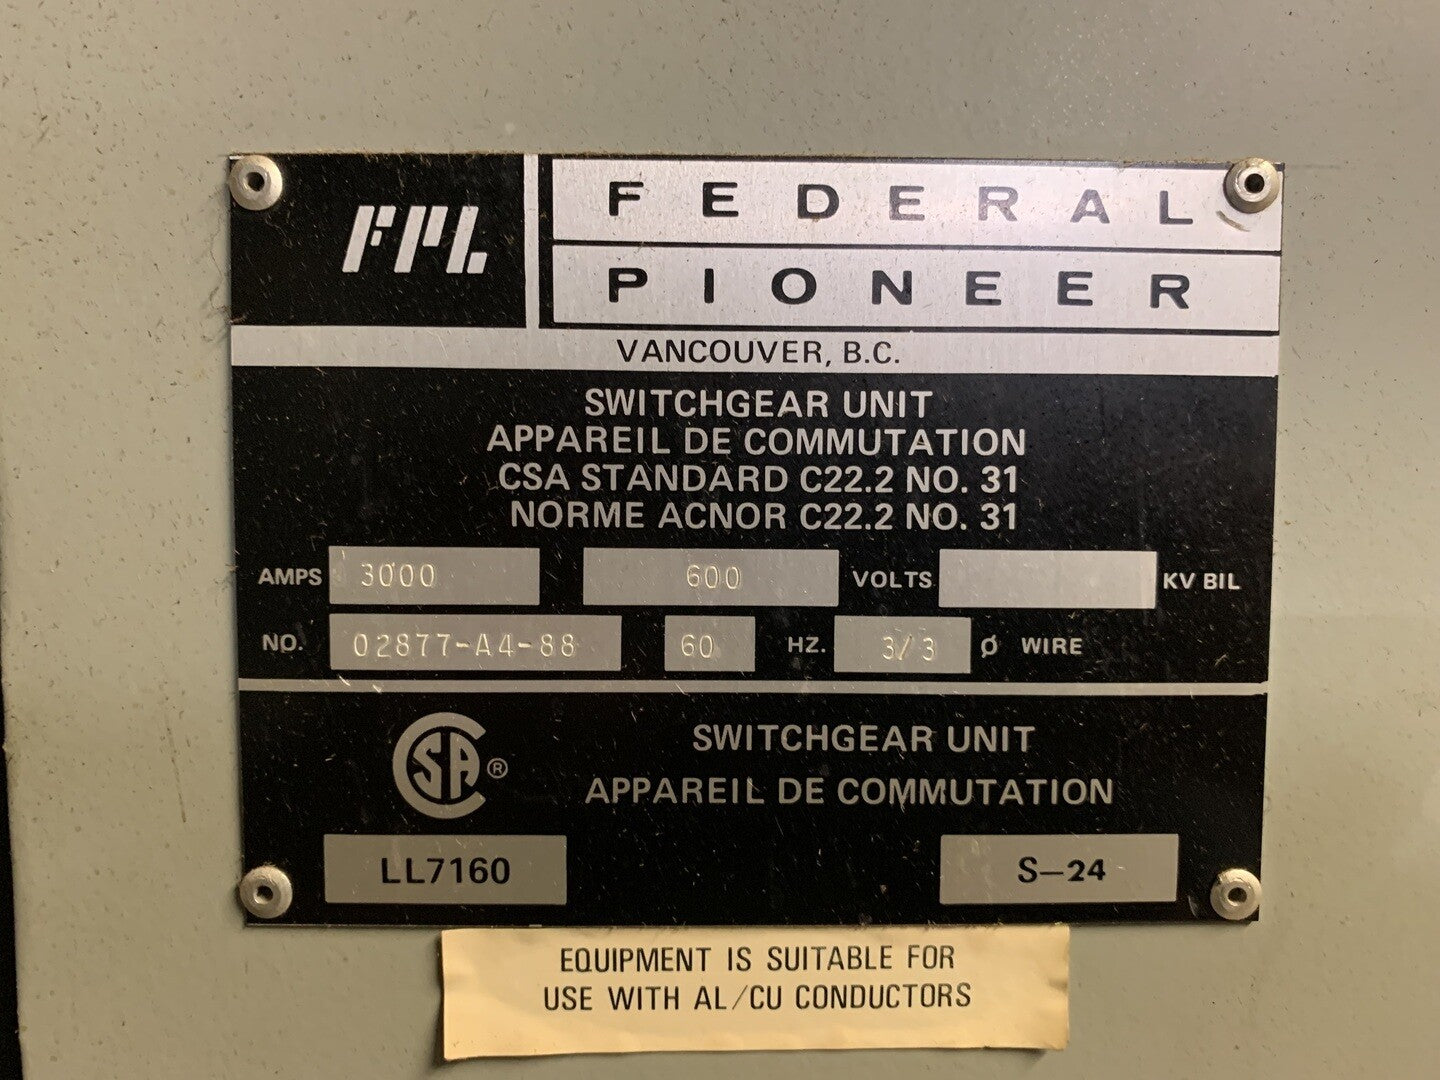 FPL
FEDERAL
PIONEER
VANCOUVER, B.C.
SWITCHGEAR UNIT
APPAREIL DE COMMUTATION
CSA STANDARD C22.2 NO. 31
NORME ACNOR C22.2 NO. 31
AMPS 3000 600 VOLTS KV BIL
NO. 02877-A4-88 60 HZ. 3/3 Ø WIRE
CSA ® SWITCHGEAR UNIT
APPAREIL DE COMMUTATION
LL7160 S-24
EQUIPMENT IS SUITABLE FOR
USE WITH AL/CU CONDUCTORS